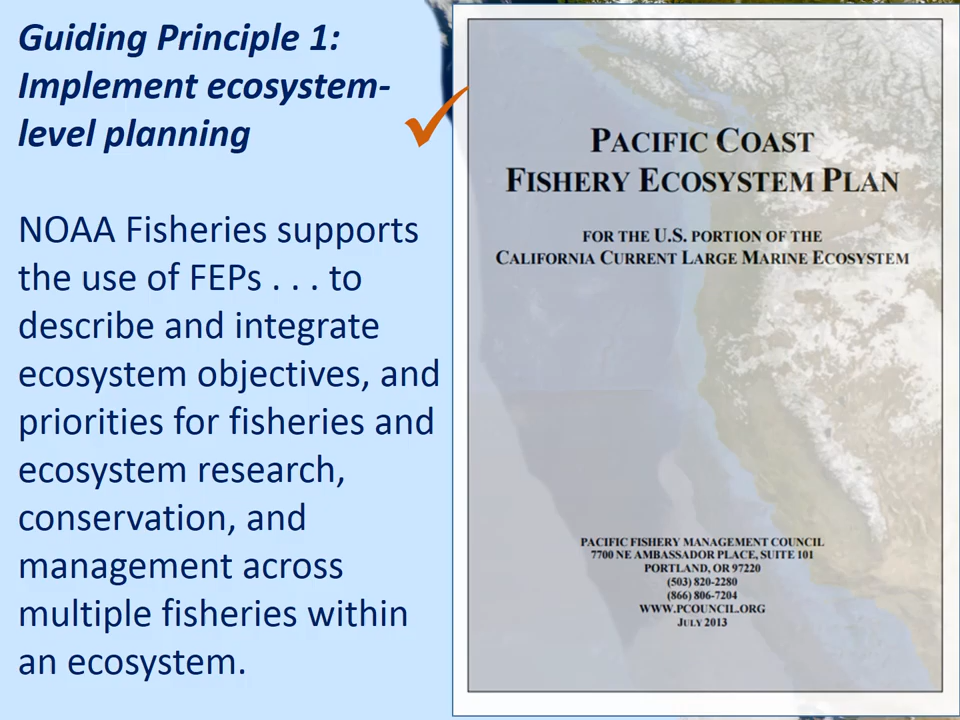 Guiding Principle 1:
Implement ecosystem-
level planning
NOAA Fisheries supports
the use of FEPs . . . to
describe and integrate
ecosystem objectives, and
priorities for fisheries and
ecosystem research,
conservation, and
management across
multiple fisheries within
an ecosystem.
PACIFIC COAST
FISHERY ECOSYSTEM PLAN
FOR THE U.S. PORTION OF THE
CALIFORNIA CURRENT LARGE MARINE ECOSYSTEM
PACIFIC FISHERY MANAGEMENT COUNCIL
7700 NE AMBASSADOR PLACE, SUITE 101
PORTLAND, OR 97220
(503) 820-2280
(866) 806-7204
WWW.PCOUNCIL.ORG
JULY 2013